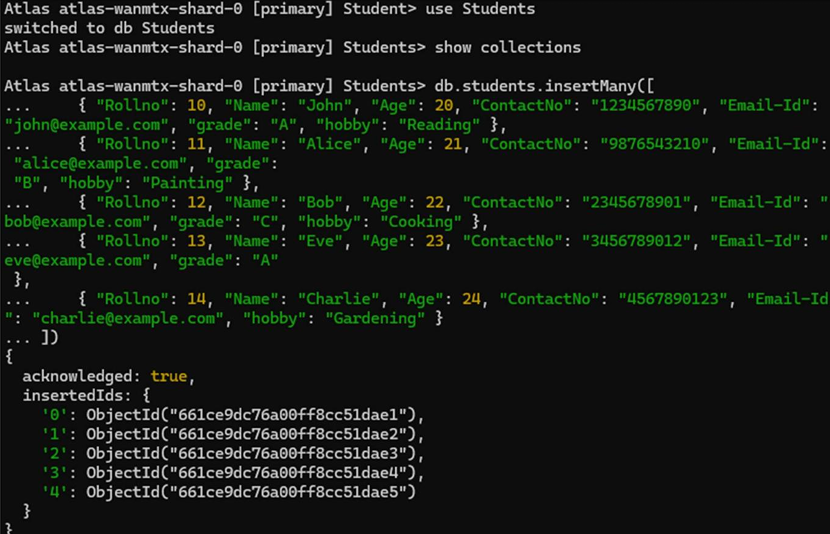 Atlas atlas-wanmtx-shard-0 [primary] Student> use Students
switched to db Students
Atlas atlas-wanmtx-shard-0 [primary] Students> show collections
Atlas atlas-wanmtx-shard-0 [primary] Students> db.students.insertMany([
...     { "Rollno": 10, "Name": "John", "Age": 20, "ContactNo": "1234567890", "Email-Id":
"john@example.com", "grade": "A", "hobby": "Reading" },
...     { "Rollno": 11, "Name": "Alice", "Age": 21, "ContactNo": "9876543210", "Email-Id":
 "alice@example.com", "grade":
 "B", "hobby": "Painting" },
...     { "Rollno": 12, "Name": "Bob", "Age": 22, "ContactNo": "2345678901", "Email-Id": "
bob@example.com", "grade": "C", "hobby": "Cooking" },
...     { "Rollno": 13, "Name": "Eve", "Age": 23, "ContactNo": "3456789012", "Email-Id": "
eve@example.com", "grade": "A"
 },
...     { "Rollno": 14, "Name": "Charlie", "Age": 24, "ContactNo": "4567890123", "Email-Id
": "charlie@example.com", "hobby": "Gardening" }
... ])
{
  acknowledged: true,
  insertedIds: {
    '0': ObjectId("661ce9dc76a00ff8cc51dae1"),
    '1': ObjectId("661ce9dc76a00ff8cc51dae2"),
    '2': ObjectId("661ce9dc76a00ff8cc51dae3"),
    '3': ObjectId("661ce9dc76a00ff8cc51dae4"),
    '4': ObjectId("661ce9dc76a00ff8cc51dae5")
  }
}